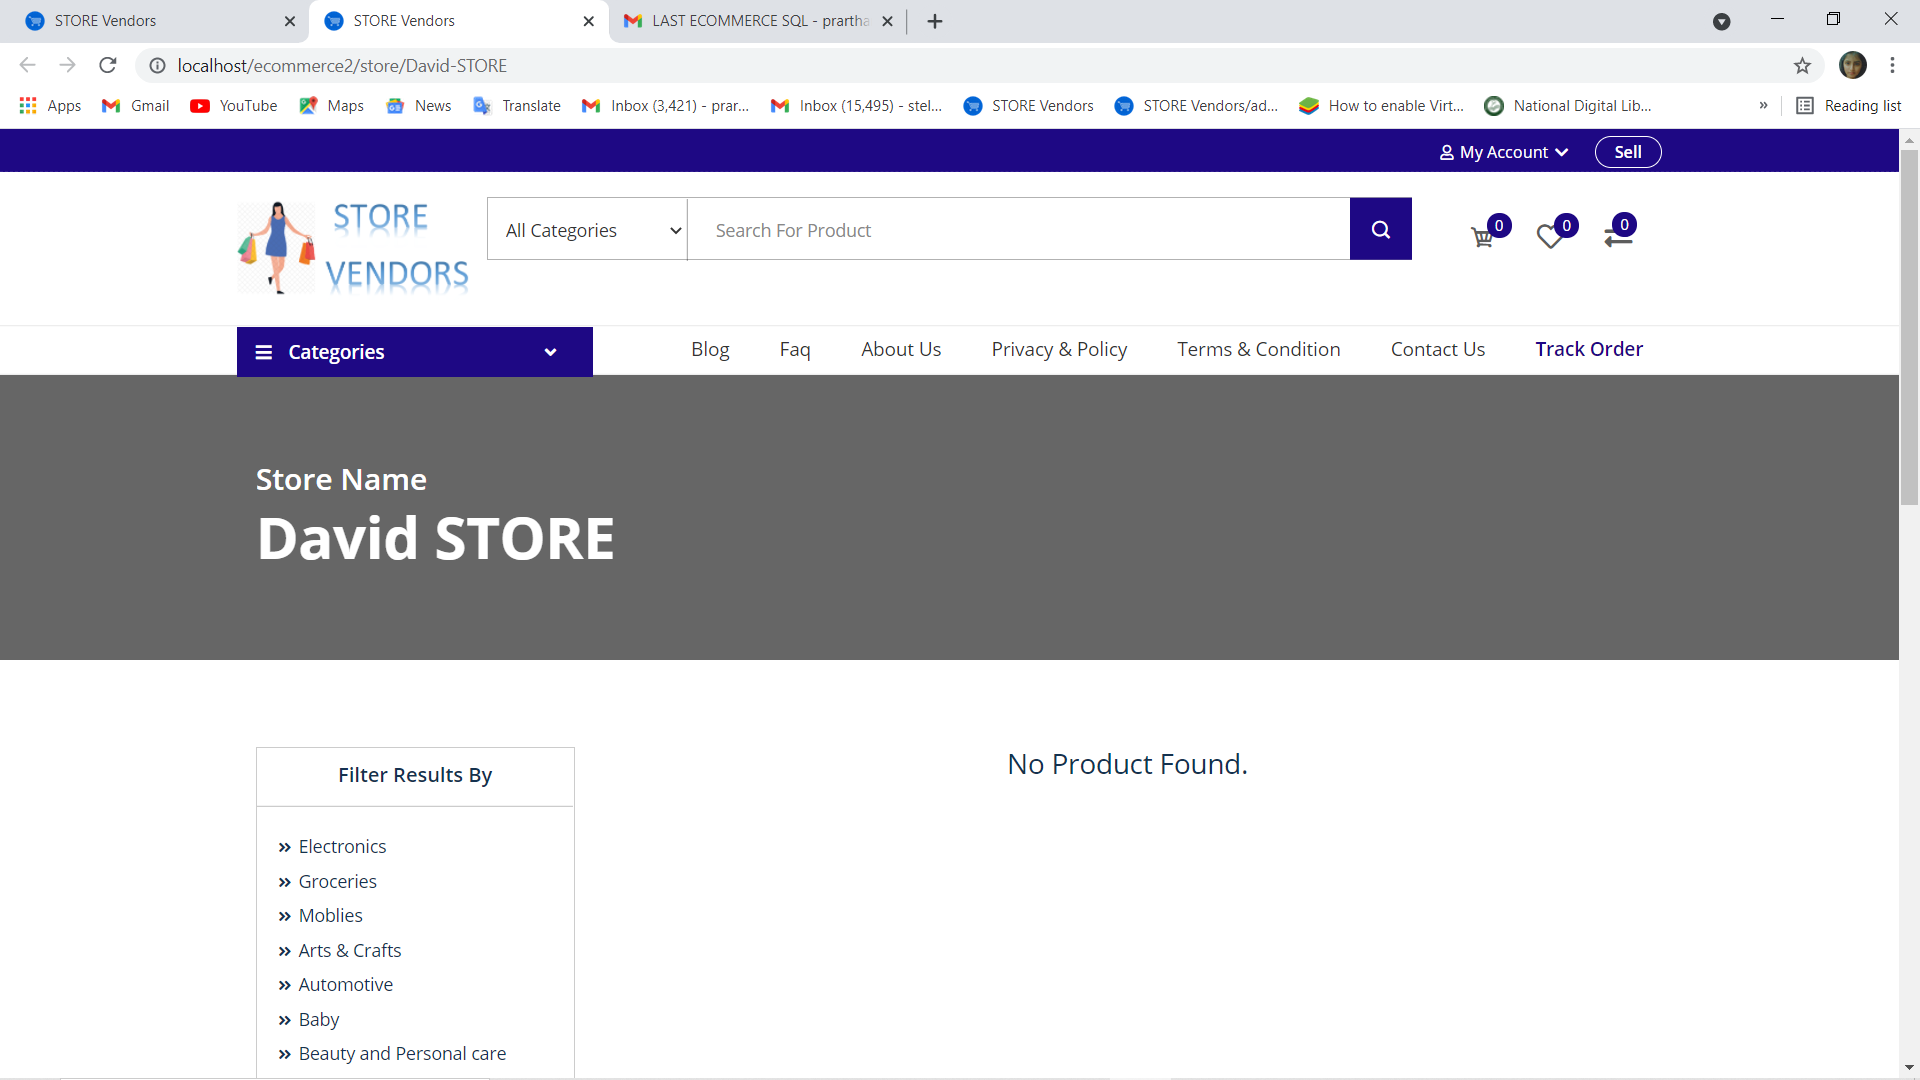 STORE Vendors
STORE Vendors
LAST ECOMMERCE SQL - prartha
localhost/ecommerce2/store/David-STORE
Apps
Gmail
YouTube
Maps
News
Translate
Inbox (3,421) - prar...
Inbox (15,495) - stel...
STORE Vendors
STORE Vendors/ad...
How to enable Virt...
National Digital Lib...
»
Reading list
My Account
Sell
STORE
VENDORS
All Categories
Search For Product
0
0
0
Categories
Blog
Faq
About Us
Privacy & Policy
Terms & Condition
Contact Us
Track Order
Store Name
David STORE
Filter Results By
No Product Found.
Electronics
Groceries
Moblies
Arts & Crafts
Automotive
Baby
Beauty and Personal care